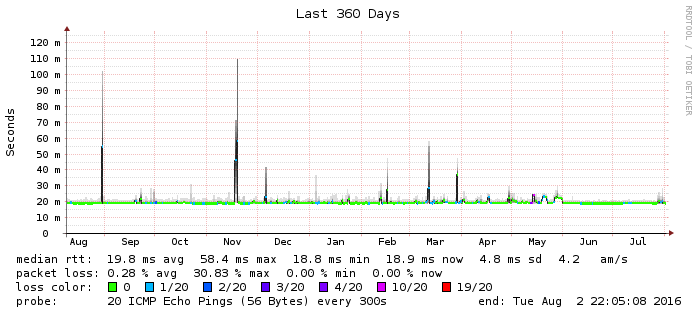 Last 360 Days
RRDTOOL / TOBI OETIKER
Seconds
120 m
110 m
100 m
90 m
80 m
70 m
60 m
50 m
40 m
30 m
20 m
10 m
0
Aug Sep Oct Nov Dec Jan Feb Mar Apr May Jun Jul
median rtt: 19.8 ms avg 58.4 ms max 18.8 ms min 18.9 ms now 4.8 ms sd 4.2 am/s
packet loss: 0.28 % avg 30.83 % max 0.00 % min 0.00 % now
loss color: 0 1/20 2/20 3/20 4/20 10/20 19/20
probe: 20 ICMP Echo Pings (56 Bytes) every 300s end: Tue Aug 2 22:05:08 2016